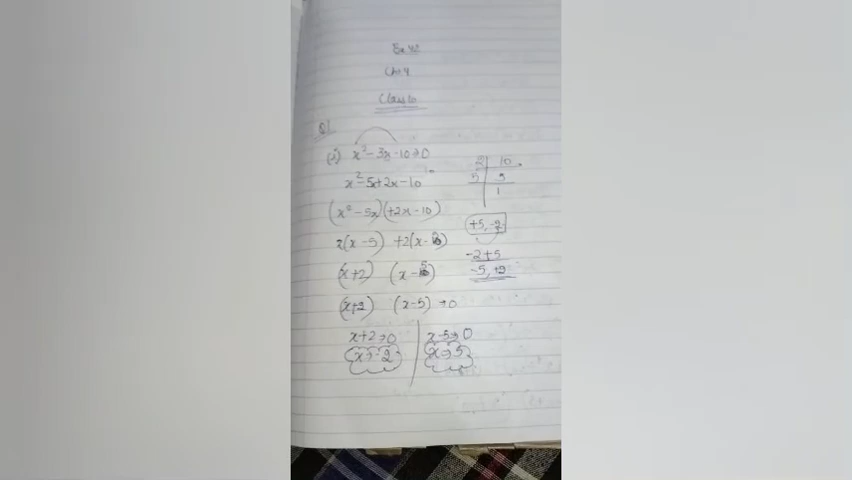 Ex 4.2
Ch-4
Class 10
Q1
(i) x² - 3x - 10 = 0
x² - 5x + 2x - 10
(x² - 5x) (+2x - 10)
x(x - 5) + 2(x - 5)
(x + 2) (x - 5)
(x + 2) (x - 5) = 0
x + 2 = 0
x = -2
x - 5 = 0
x = 5
2 | 10
5 | 5
1
+5, -2
-2 + 5
-5, +2